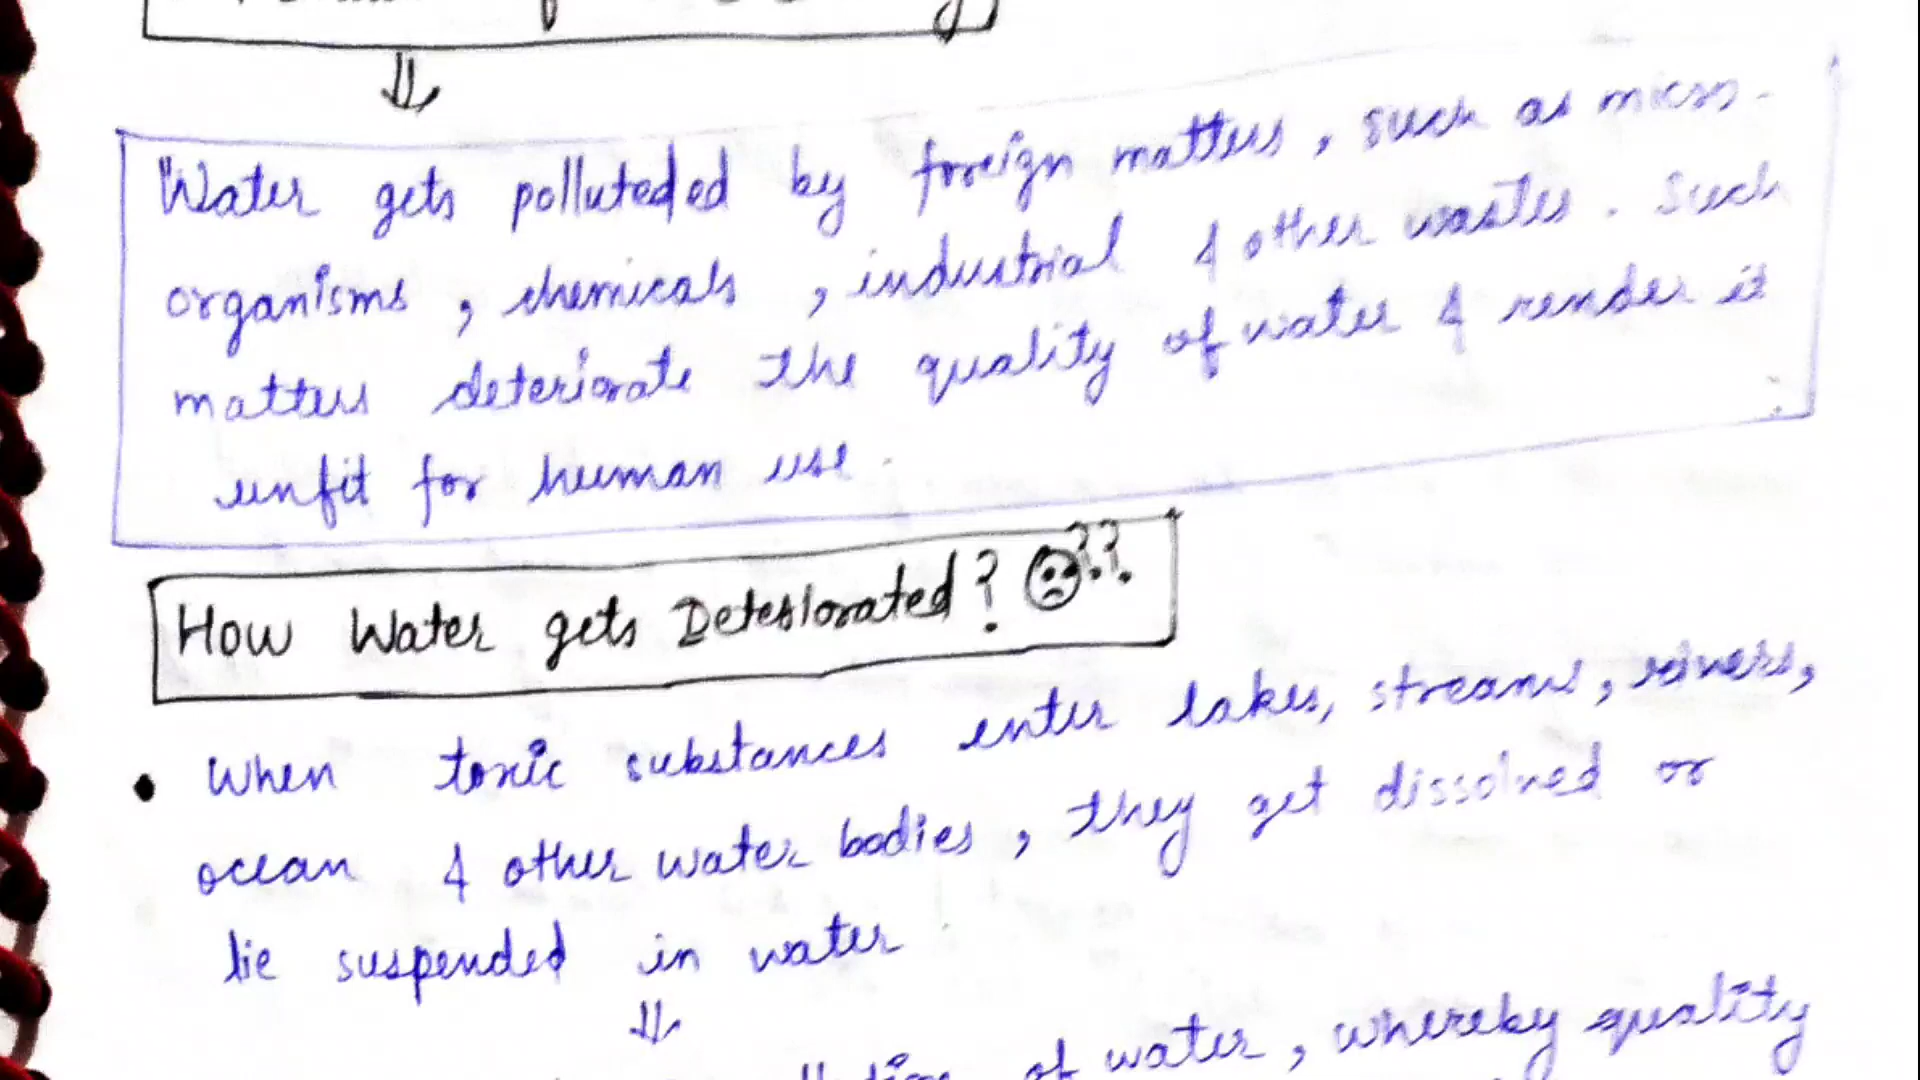 "Water gets polluteded by foreign matters, such as micro-
organisms, chemicals, industrial & other wastes. Such
matters deteriorate the quality of water & render it
unfit for human use.
How Water gets Deteriorated? ??
• When toxic substances enter lakes, streams, rivers,
ocean & other water bodies, they get dissolved or
lie suspended in water
of water, whereby quality